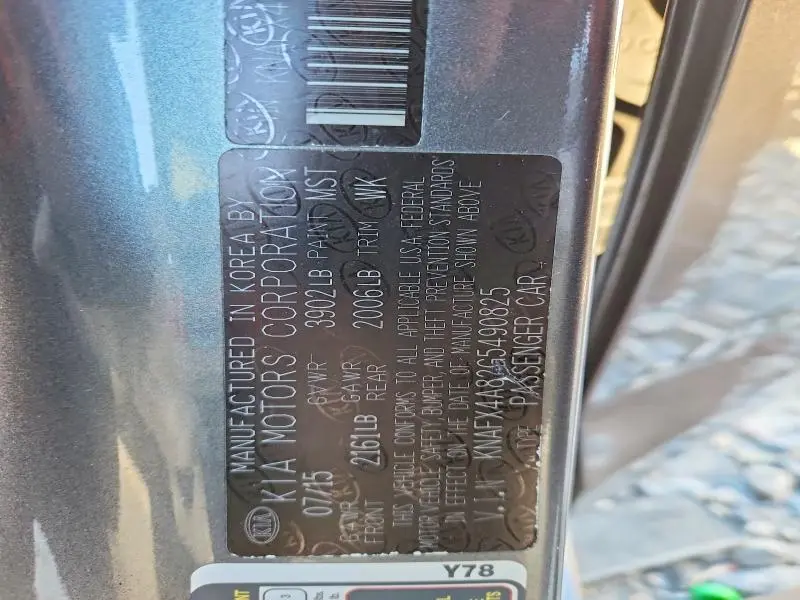 KIA
MANUFACTURED IN KOREA BY
KIA MOTORS CORPORATION
07/15 GVWR 3902LB PAINT MST
GAWR FRONT 2161LB GAWR REAR 2006LB TRIM WK
THIS VEHICLE CONFORMS TO ALL APPLICABLE U.S.A. FEDERAL
MOTOR VEHICLE SAFETY BUMPER AND THEFT PREVENTION STANDARDS
IN EFFECT ON THE DATE OF MANUFACTURE SHOWN ABOVE
V.I.N KNAFX4A82G5490825
TYPE PASSENGER CAR
Y78